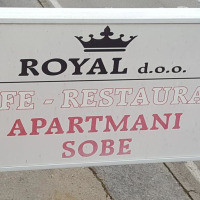 ROYAL d.o.o.
FE - RESTAURA
APARTMANI
SOBE